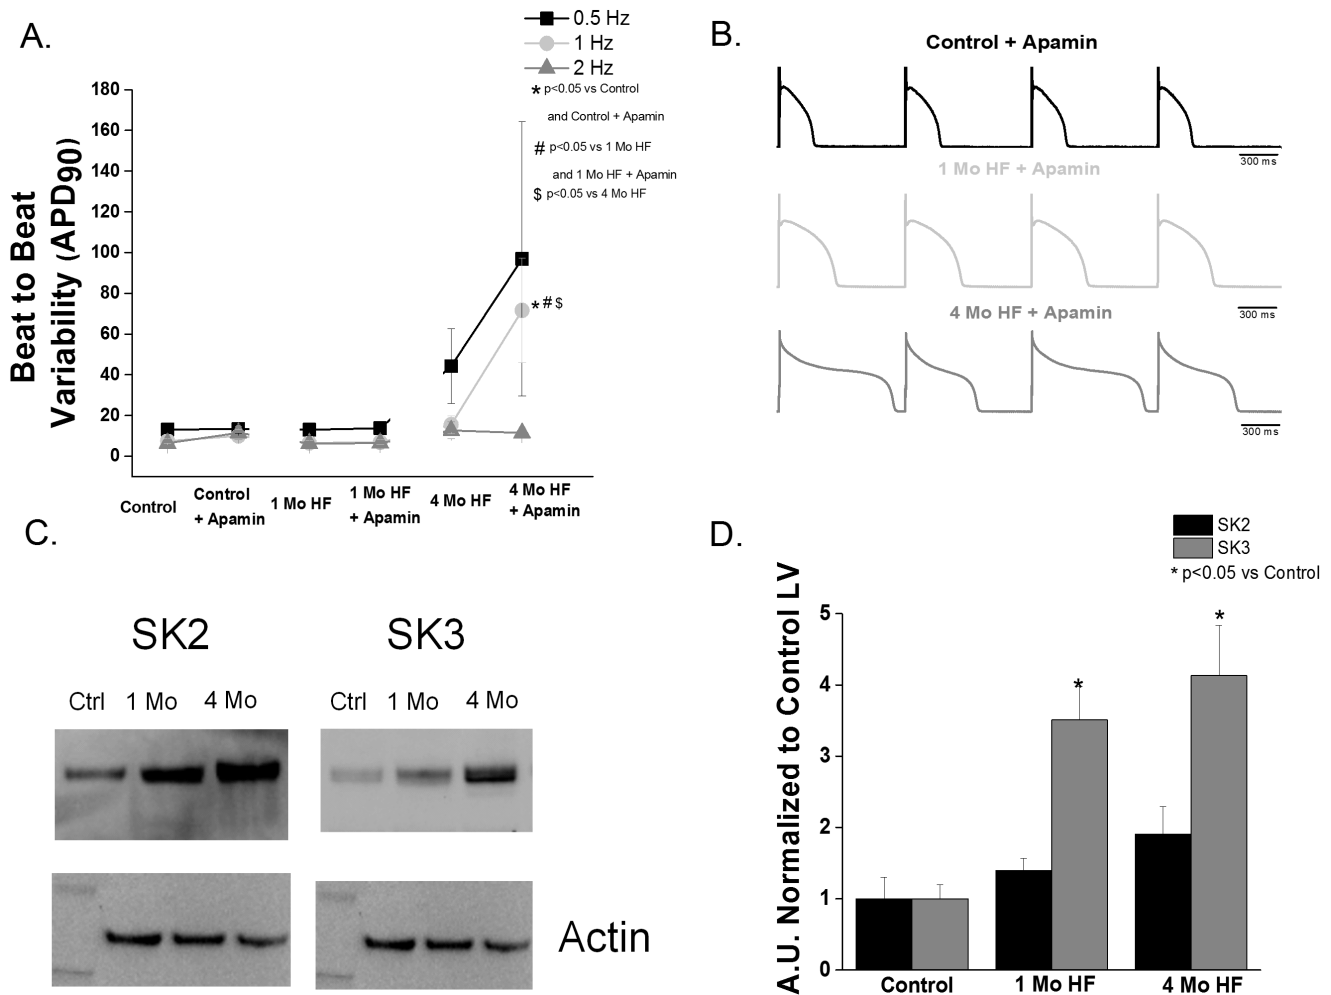 A.
0.5 Hz
1 Hz
2 Hz
* p<0.05 vs Control
and Control + Apamin
# p<0.05 vs 1 Mo HF
and 1 Mo HF + Apamin
$ p<0.05 vs 4 Mo HF
Beat to Beat
Variability (APD90)
180
160
140
120
100
80
60
40
20
0
* # $
Control
Control
+ Apamin
1 Mo HF
1 Mo HF
+ Apamin
4 Mo HF
4 Mo HF
+ Apamin
B.
Control + Apamin
300 ms
1 Mo HF + Apamin
300 ms
4 Mo HF + Apamin
300 ms
C.
SK2
SK3
Ctrl 1 Mo 4 Mo
Ctrl 1 Mo 4 Mo
Actin
D.
SK2
SK3
* p<0.05 vs Control
A.U. Normalized to Control LV
5
4
3
2
1
0
*
*
Control
1 Mo HF
4 Mo HF